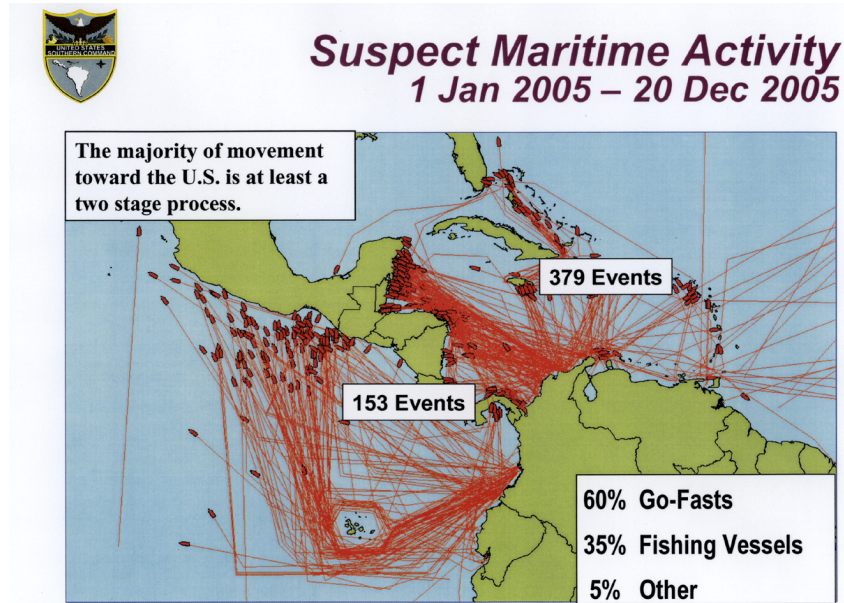 UNITED STATES
SOUTHERN COMMAND
Suspect Maritime Activity
1 Jan 2005 – 20 Dec 2005
The majority of movement
toward the U.S. is at least a
two stage process.
379 Events
153 Events
60% Go-Fasts
35% Fishing Vessels
5% Other